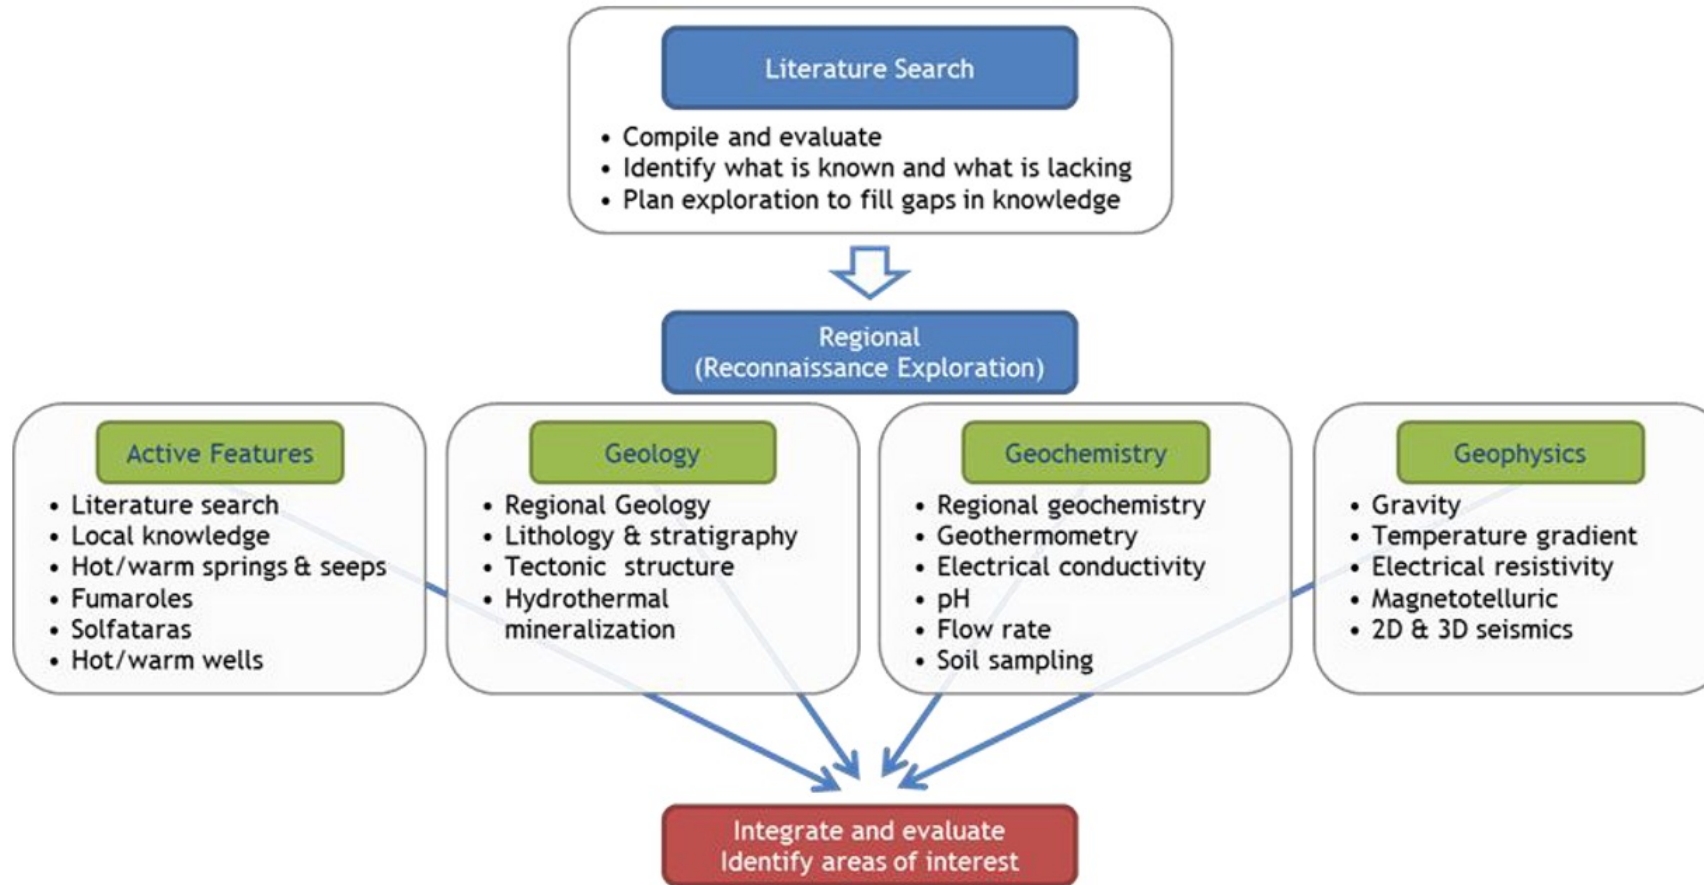 Literature Search
• Compile and evaluate
• Identify what is known and what is lacking
• Plan exploration to fill gaps in knowledge
Regional
(Reconnaissance Exploration)
Active Features
• Literature search
• Local knowledge
• Hot/warm springs & seeps
• Fumaroles
• Solfataras
• Hot/warm wells
Geology
• Regional Geology
• Lithology & stratigraphy
• Tectonic structure
• Hydrothermal
mineralization
Geochemistry
• Regional geochemistry
• Geothermometry
• Electrical conductivity
• pH
• Flow rate
• Soil sampling
Geophysics
• Gravity
• Temperature gradient
• Electrical resistivity
• Magnetotelluric
• 2D & 3D seismics
Integrate and evaluate
Identify areas of interest